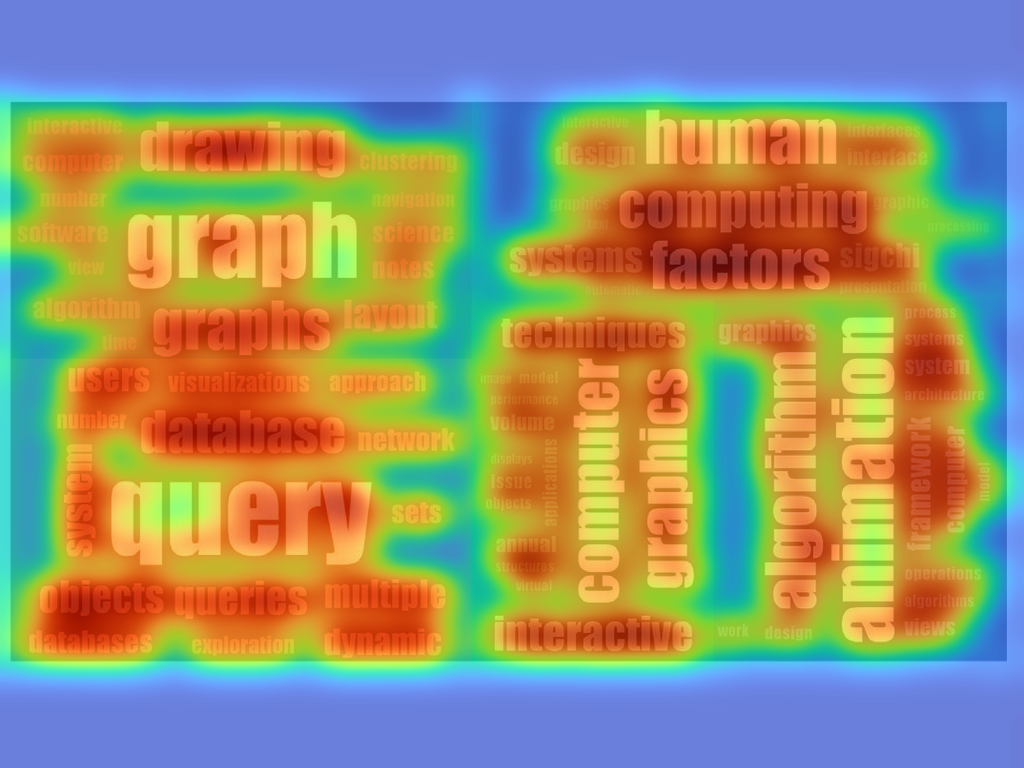 interactive
drawing
computer
clustering
number
navigation
graph
software
science
view
notes
algorithm
graphs
layout
time
users
visualizations
approach
number
database
network
system
query
sets
objects
queries
multiple
databases
exploration
dynamic
interactive
human
interfaces
design
interface
graphics
computing
graphic
processing
systems
factors
sigchi
techniques
graphics
process
systems
image
model
performance
system
architecture
volume
displays
issue
objects
applications
computer
graphics
algorithm
animation
framework
computer
model
annual
structures
virtual
operations
algorithms
interactive
work
design
views